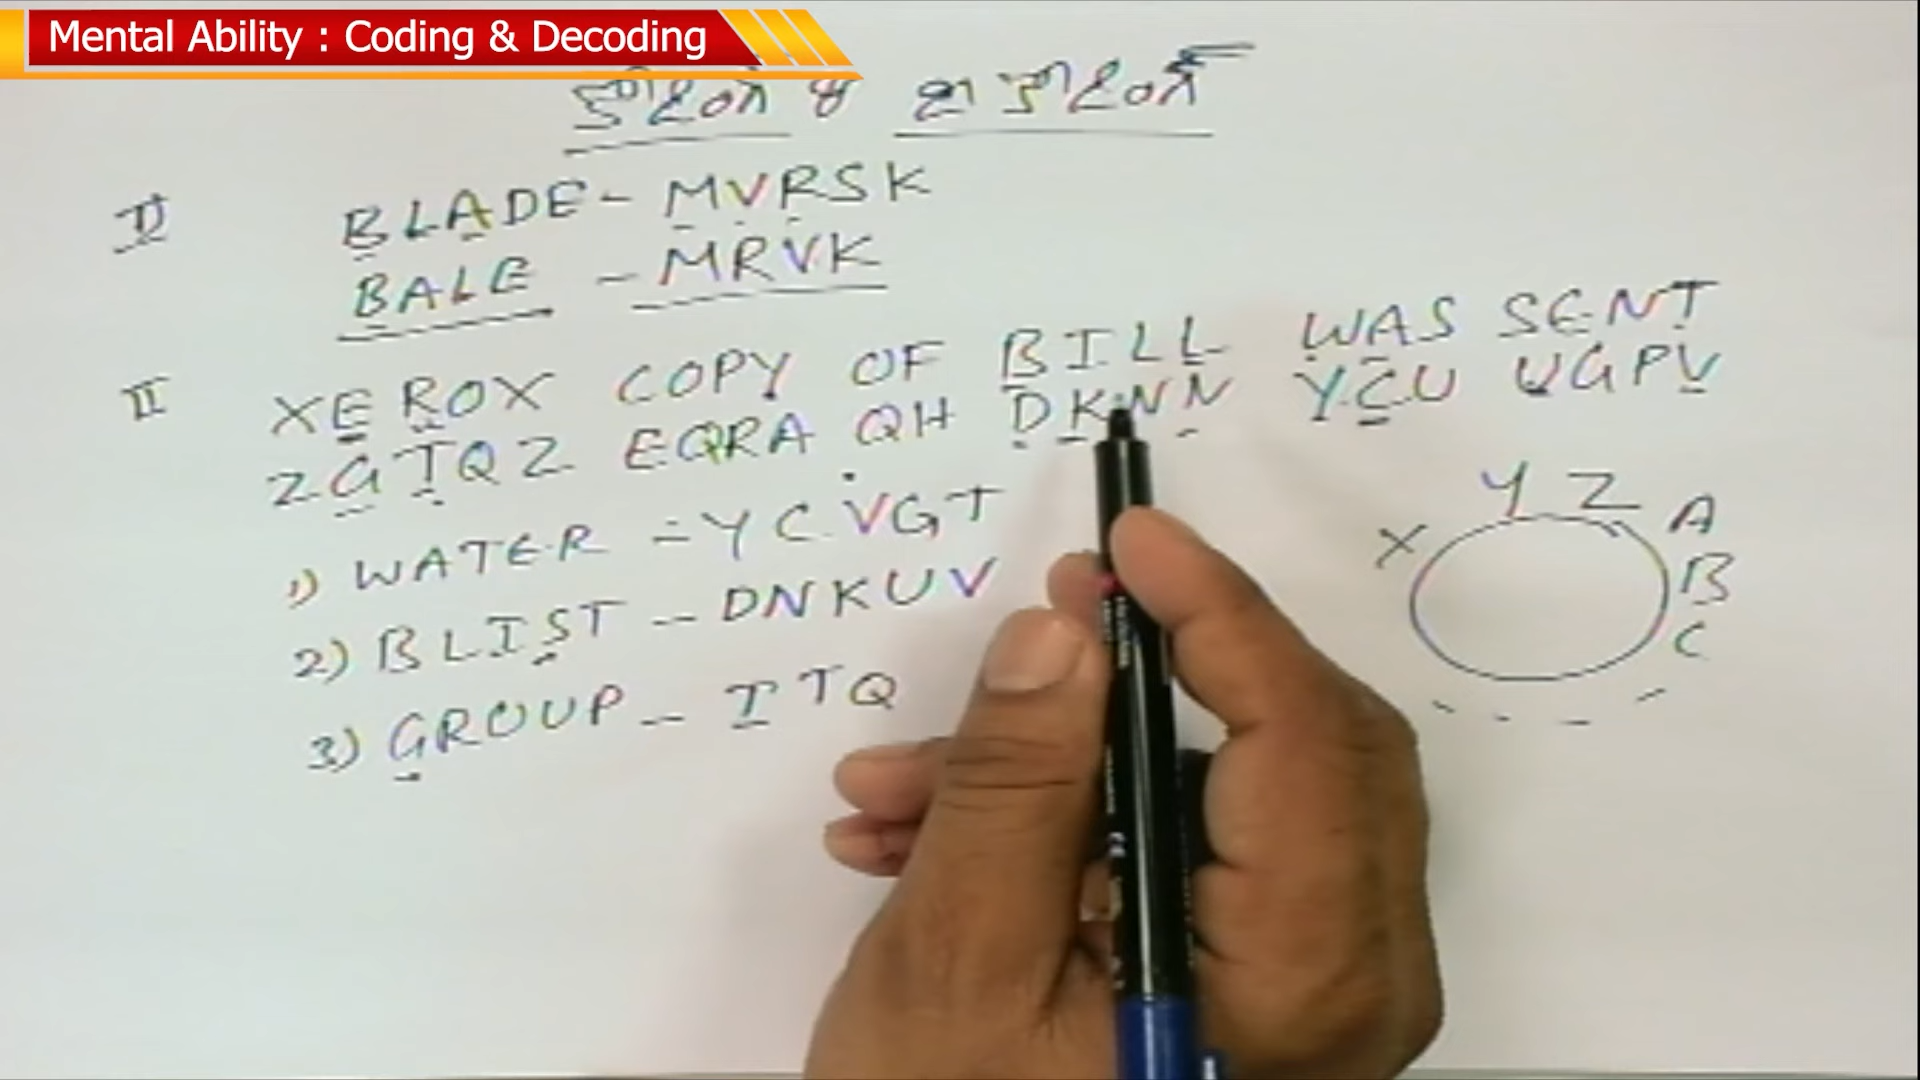 Mental Ability : Coding & Decoding
కోడింగ్ & డీకోడింగ్
I) BLADE - MVRSK
BALE - MRVK
II XEROX COPY OF BILL WAS SENT
ZGTQZ EQRA QH DKNN YCU UGPV
1) WATER - YCVGT
2) BLIST - DNKUV
3) GROUP - ITQ
X Y Z A
B
C